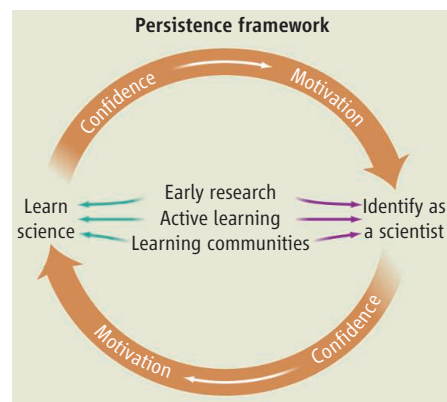 Persistence framework
Confidence
Motivation
Early research
Learn
science
Active learning
Identify as
a scientist
Learning communities
Motivation
Confidence